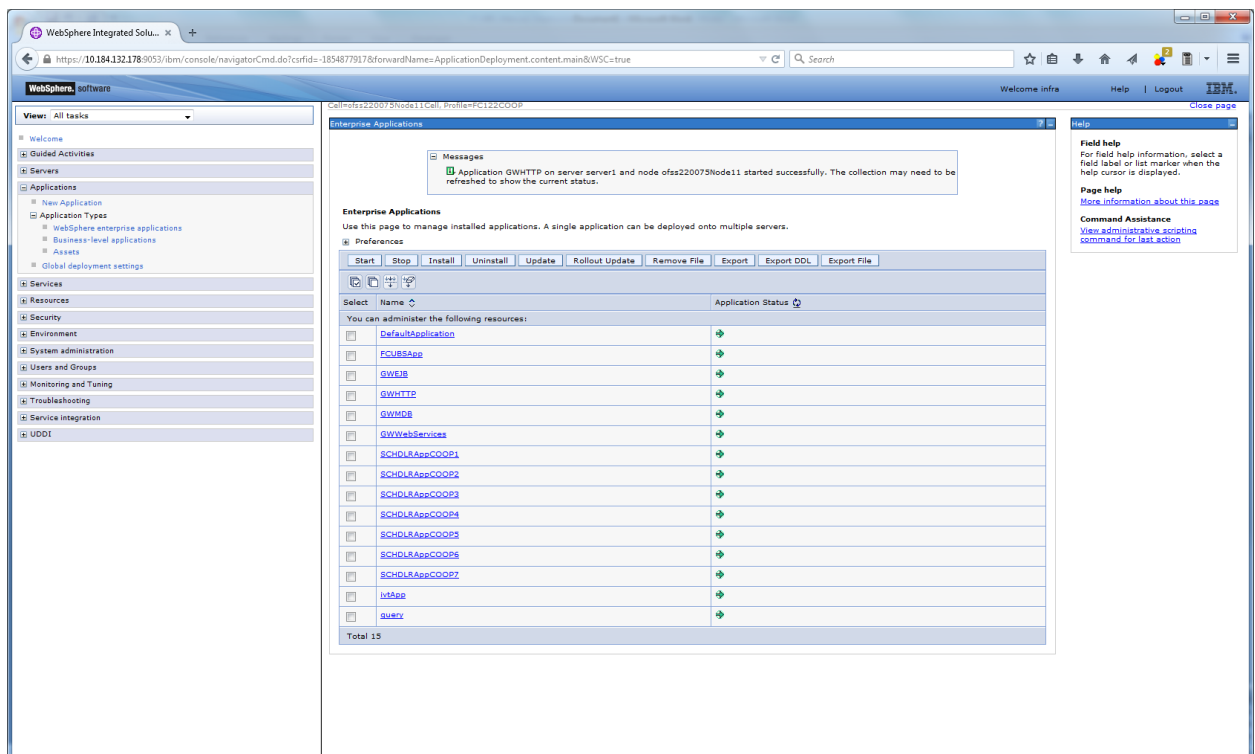 WebSphere Integrated Solu...
https://10.184.132.178:9053/ibm/console/navigatorCmd.do?csrfid=-1854877917&forwardName=ApplicationDeployment.content.main&WSC=true
Search
2
WebSphere. software
Welcome infra
Help | Logout
IBM.
View: All tasks
Welcome
Guided Activities
Servers
Applications
New Application
Application Types
WebSphere enterprise applications
Business-level applications
Assets
Global deployment settings
Services
Resources
Security
Environment
System administration
Users and Groups
Monitoring and Tuning
Troubleshooting
Service integration
UDDI
Cell=ofss220075Node11Cell, Profile=FC122COOP
Close page
Enterprise Applications
Messages
Application GWHTTP on server server1 and node ofss220075Node11 started successfully. The collection may need to be
refreshed to show the current status.
Enterprise Applications
Use this page to manage installed applications. A single application can be deployed onto multiple servers.
Preferences
Start Stop Install Uninstall Update Rollout Update Remove File Export Export DDL Export File
Select Name Application Status
You can administer the following resources:
DefaultApplication
FCUBSApp
GWEJB
GWHTTP
GWMDB
GWWebServices
SCHDLRAppCOOP1
SCHDLRAppCOOP2
SCHDLRAppCOOP3
SCHDLRAppCOOP4
SCHDLRAppCOOP5
SCHDLRAppCOOP6
SCHDLRAppCOOP7
ivtApp
query
Total 15
Help
Field help
For field help information, select a
field label or list marker when the
help cursor is displayed.
Page help
More information about this page
Command Assistance
View administrative scripting
command for last action